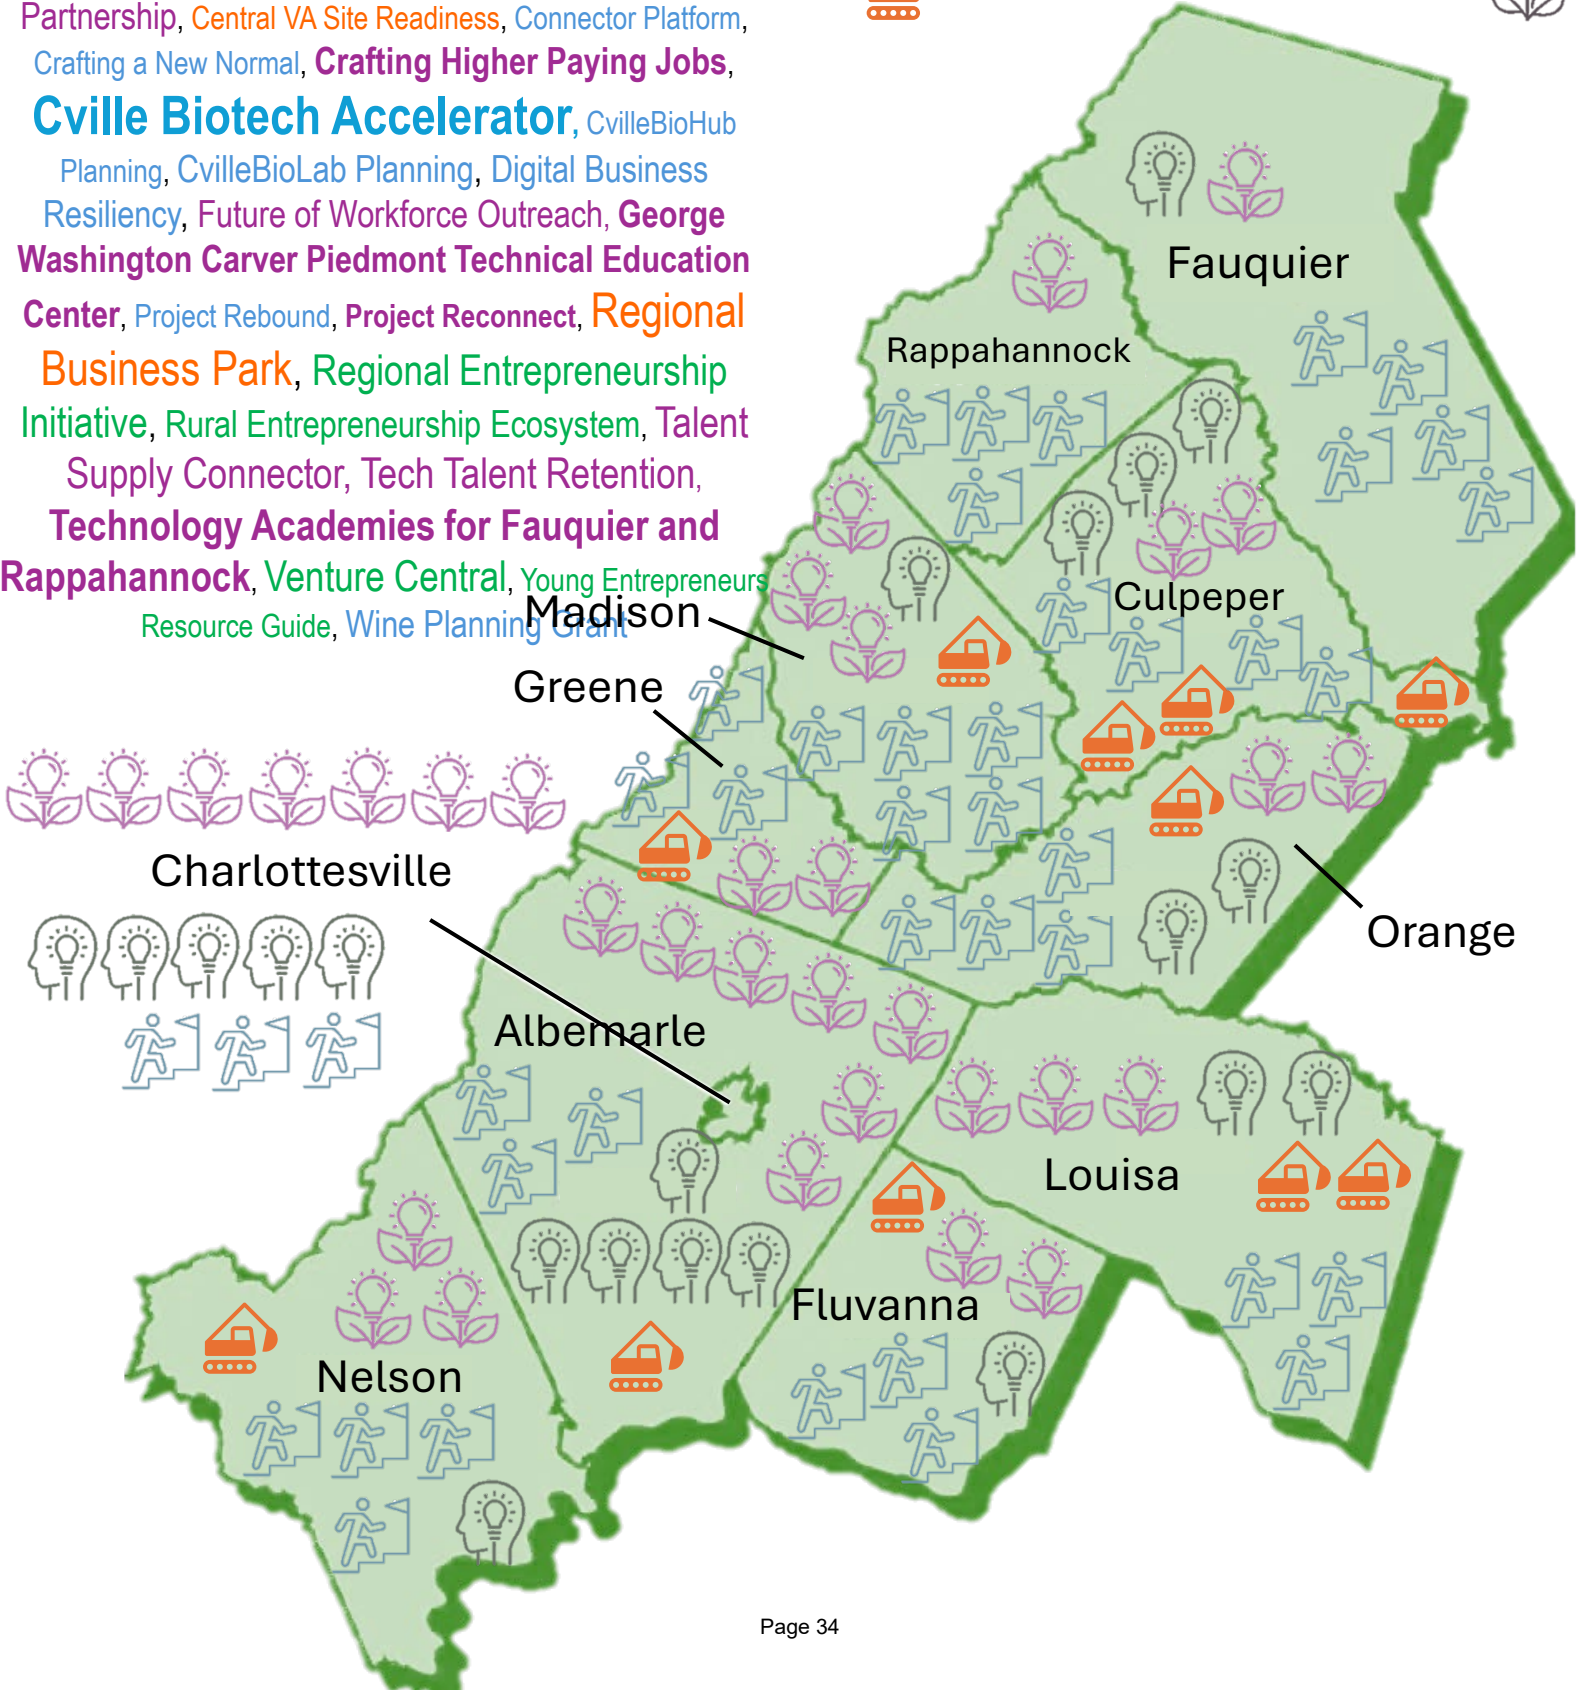 Partnership, Central VA Site Readiness, Connector Platform,
Crafting a New Normal, Crafting Higher Paying Jobs,
Cville Biotech Accelerator, CvilleBioHub
Planning, CvilleBioLab Planning, Digital Business
Resiliency, Future of Workforce Outreach, George
Washington Carver Piedmont Technical Education
Center, Project Rebound, Project Reconnect, Regional
Business Park, Regional Entrepreneurship
Initiative, Rural Entrepreneurship Ecosystem, Talent
Supply Connector, Tech Talent Retention,
Technology Academies for Fauquier and
Rappahannock, Venture Central, Young Entrepreneurs
Resource Guide, Wine Planning Grant
Fauquier
Rappahannock
Culpeper
Madison
Greene
Charlottesville
Orange
Albemarle
Louisa
Fluvanna
Nelson
Page 34